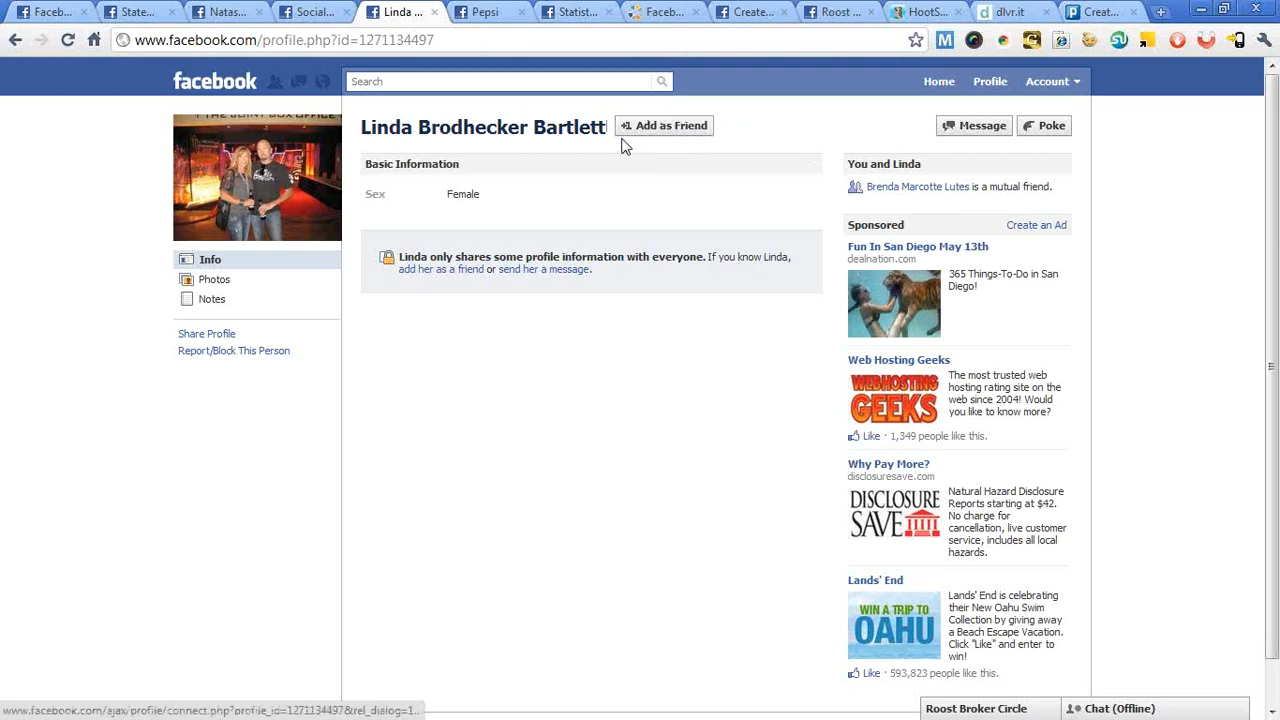 Faceb...
State...
Natas...
Social...
Linda ...
Pepsi
Statist...
Faceb...
Create...
Roost ...
HootS...
dlvr.it
Creat...
www.facebook.com/profile.php?id=1271134497
facebook
Search
Home Profile Account
THE JOINT BOX OFFICE
Linda Brodhecker Bartlett
+1 Add as Friend
Message
Poke
Basic Information
Sex Female
Linda only shares some profile information with everyone. If you know Linda,
add her as a friend or send her a message.
Info
Photos
Notes
Share Profile
Report/Block This Person
You and Linda
Brenda Marcotte Lutes is a mutual friend.
Sponsored Create an Ad
Fun In San Diego May 13th
dealnation.com
365 Things-To-Do in San
Diego!
Web Hosting Geeks
WEBHOSTING
GEEKS
The most trusted web
hosting rating site on the
web since 2004! Would
you like to know more?
Like · 1,349 people like this.
Why Pay More?
disclosuresave.com
DISCLOSURE
SAVE
Natural Hazard Disclosure
Reports starting at $42.
No charge for
cancellation, live customer
service, includes all local
hazards.
Lands' End
WIN A TRIP TO
OAHU
Lands' End is celebrating
their New Oahu Swim
Collection by giving away
a Beach Escape Vacation.
Click "Like" and enter to
win!
Like · 593,823 people like this.
www.facebook.com/ajax/profile/connect.php?profile_id=1271134497&rel_dialog=1...
Roost Broker Circle
Chat (Offline)